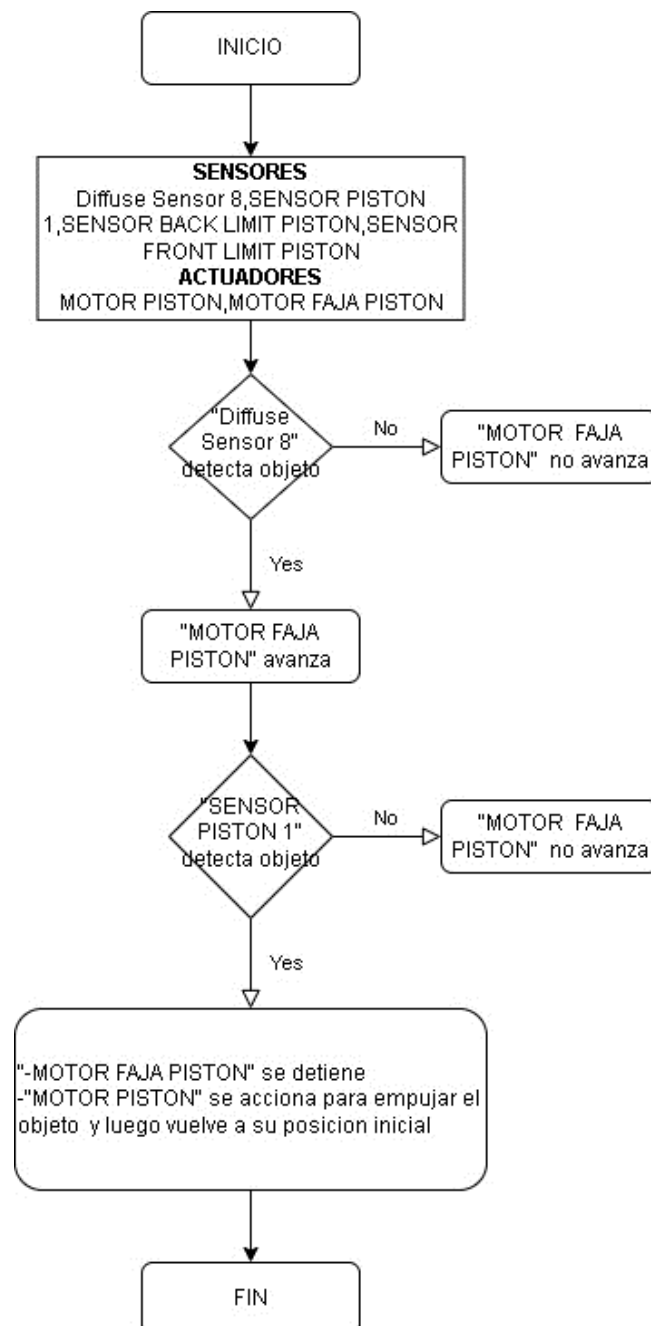 INICIO
SENSORES
Diffuse Sensor 8,SENSOR PISTON
1,SENSOR BACK LIMIT PISTON,SENSOR
FRONT LIMIT PISTON
ACTUADORES
MOTOR PISTON,MOTOR FAJA PISTON
"Diffuse
Sensor 8"
detecta objeto
No
"MOTOR FAJA
PISTON" no avanza
Yes
"MOTOR FAJA
PISTON" avanza
"SENSOR
PISTON 1"
detecta objeto
No
"MOTOR FAJA
PISTON" no avanza
Yes
"-MOTOR FAJA PISTON" se detiene
-"MOTOR PISTON" se acciona para empujar el
objeto y luego vuelve a su posicion inicial
FIN